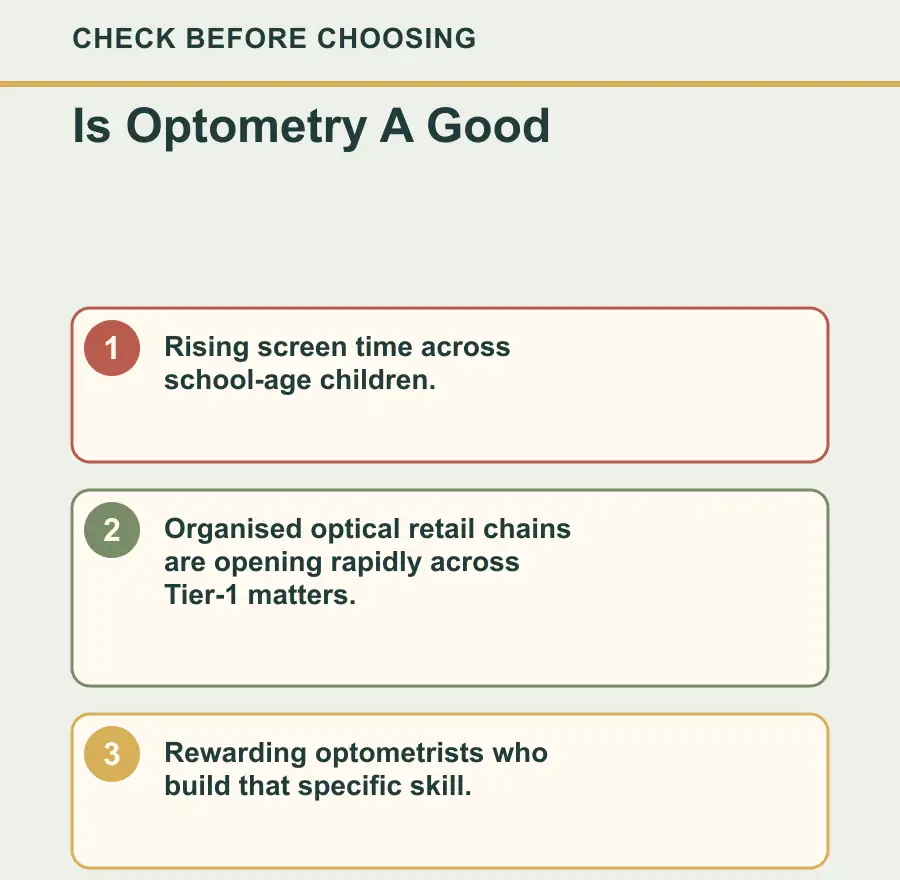 CHECK BEFORE CHOOSING
Is Optometry A Good
1
Rising screen time across
school-age children.
2
Organised optical retail chains
are opening rapidly across
Tier-1 matters.
3
Rewarding optometrists who
build that specific skill.